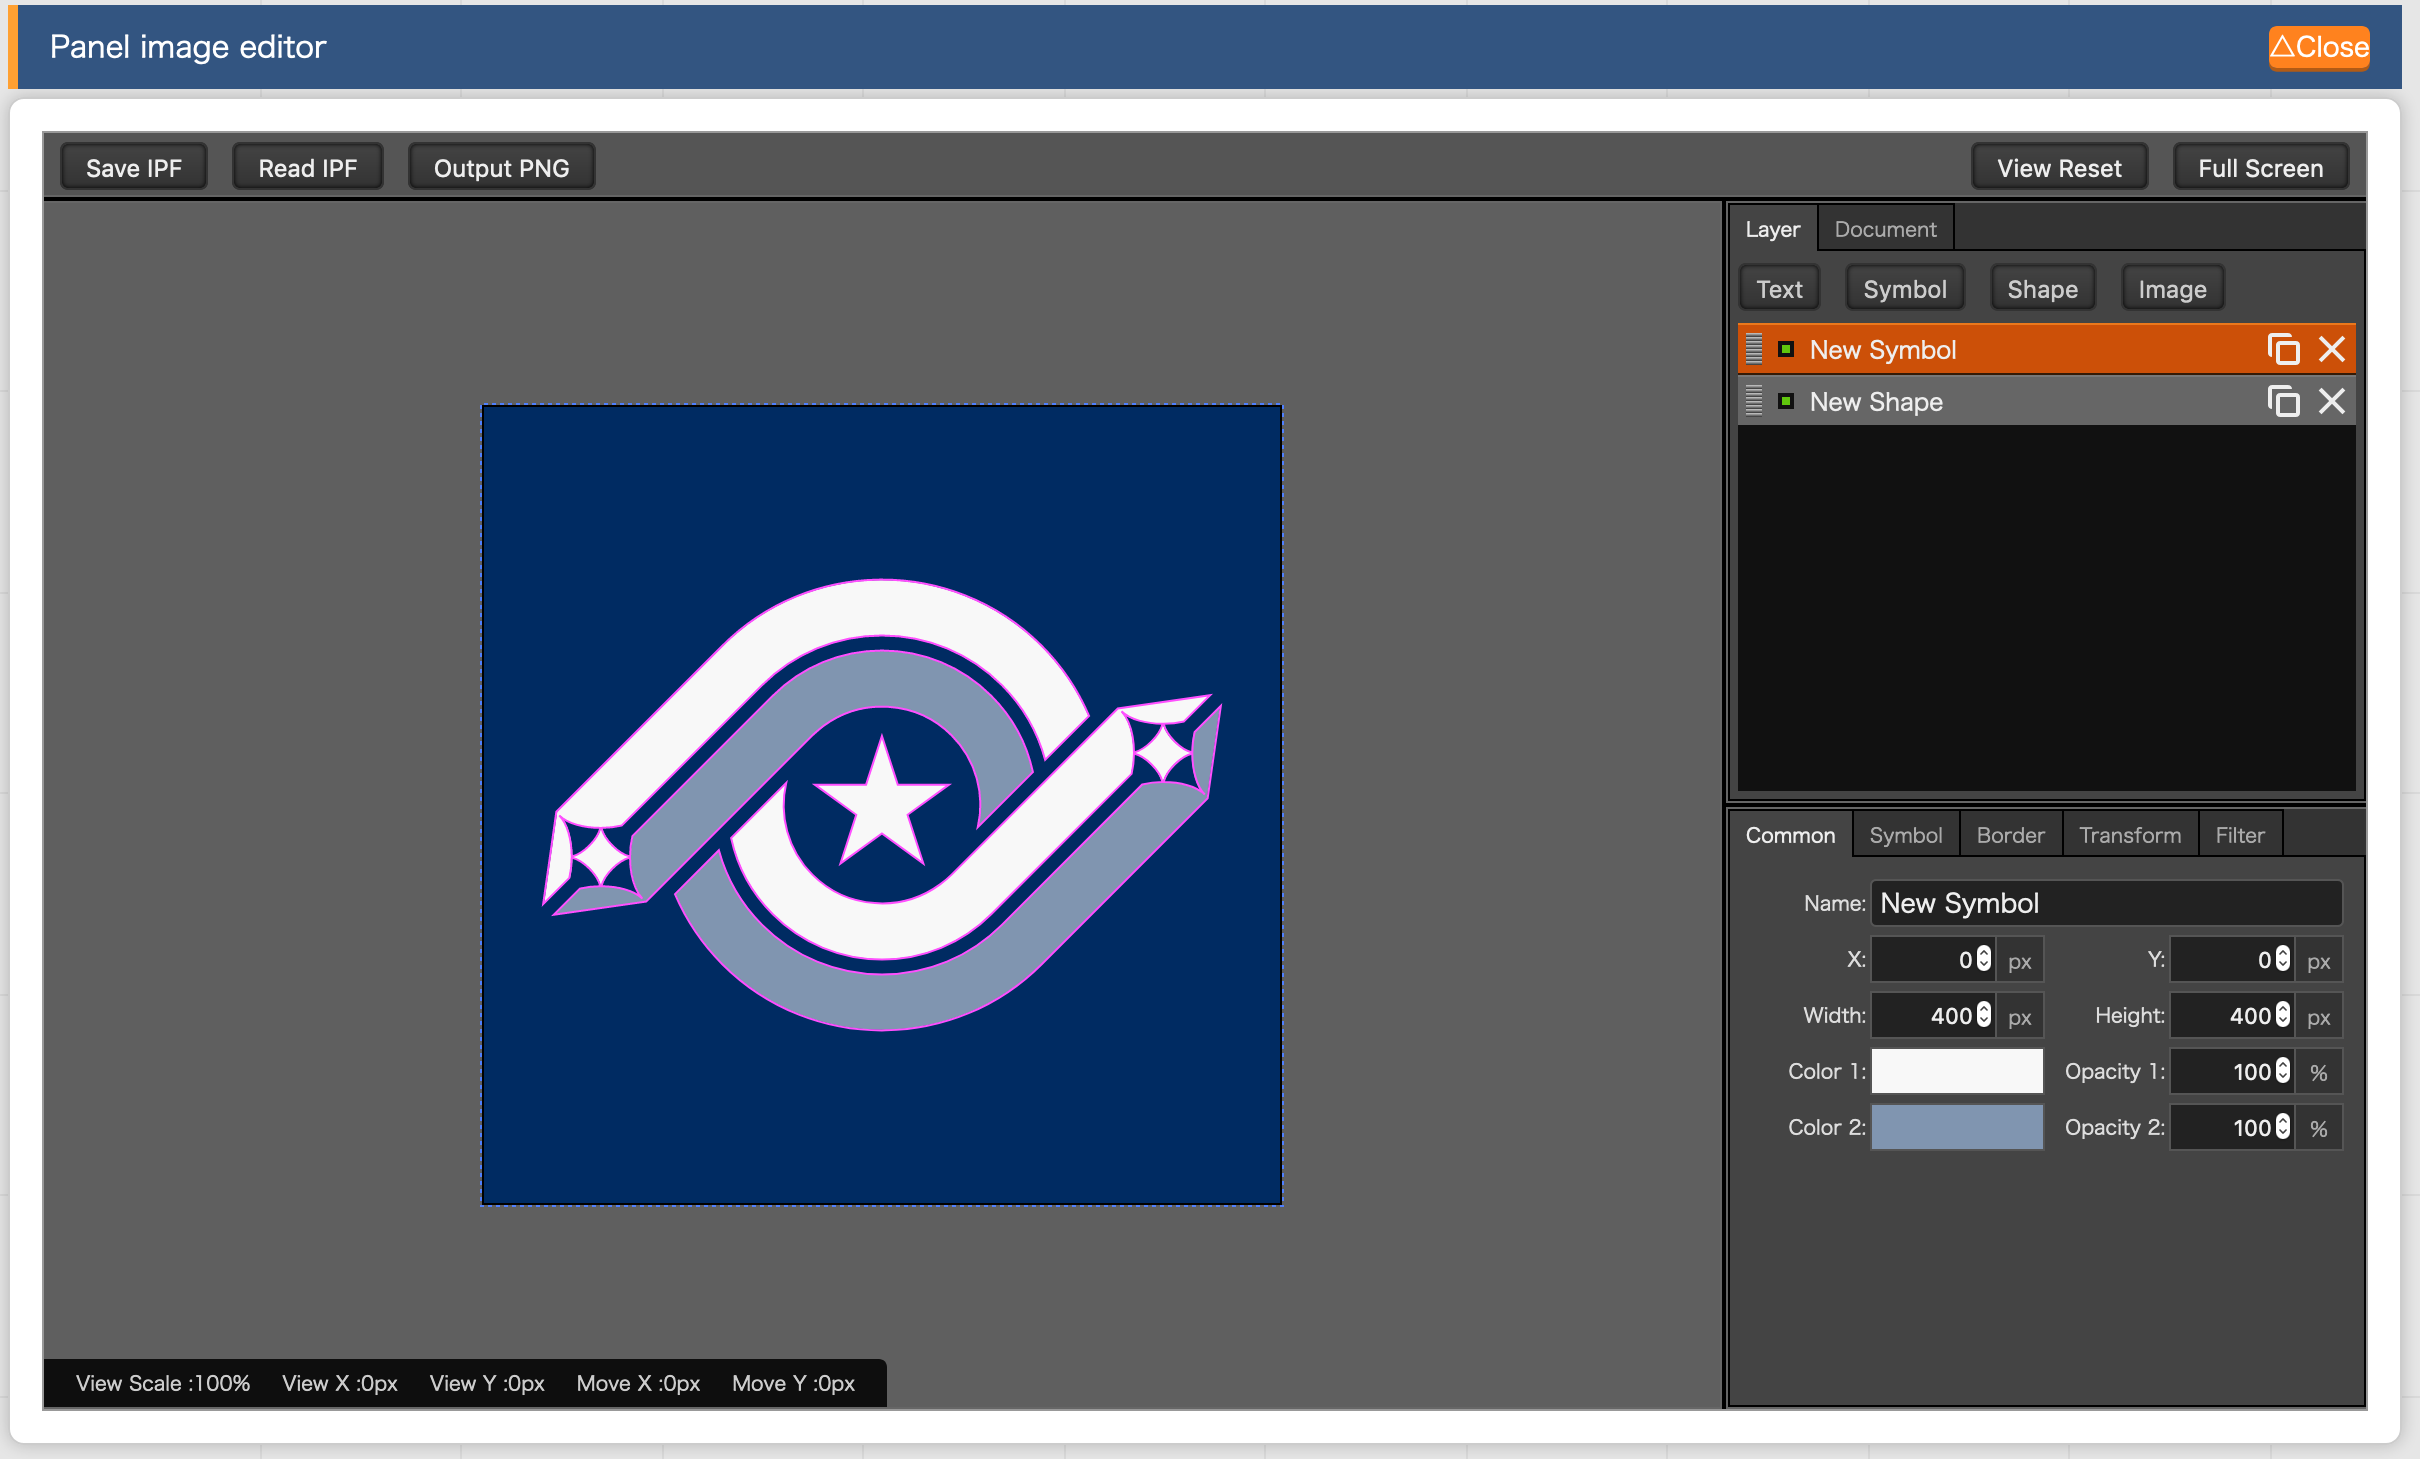 Panel image editor
△Close
Save IPF Read IPF Output PNG View Reset Full Screen
Layer Document
Text Symbol Shape Image
New Symbol
New Shape
Common Symbol Border Transform Filter
Name: New Symbol
X: 0 px Y: 0 px
Width: 400 px Height: 400 px
Color 1: Opacity 1: 100 %
Color 2: Opacity 2: 100 %
View Scale :100% View X :0px View Y :0px Move X :0px Move Y :0px